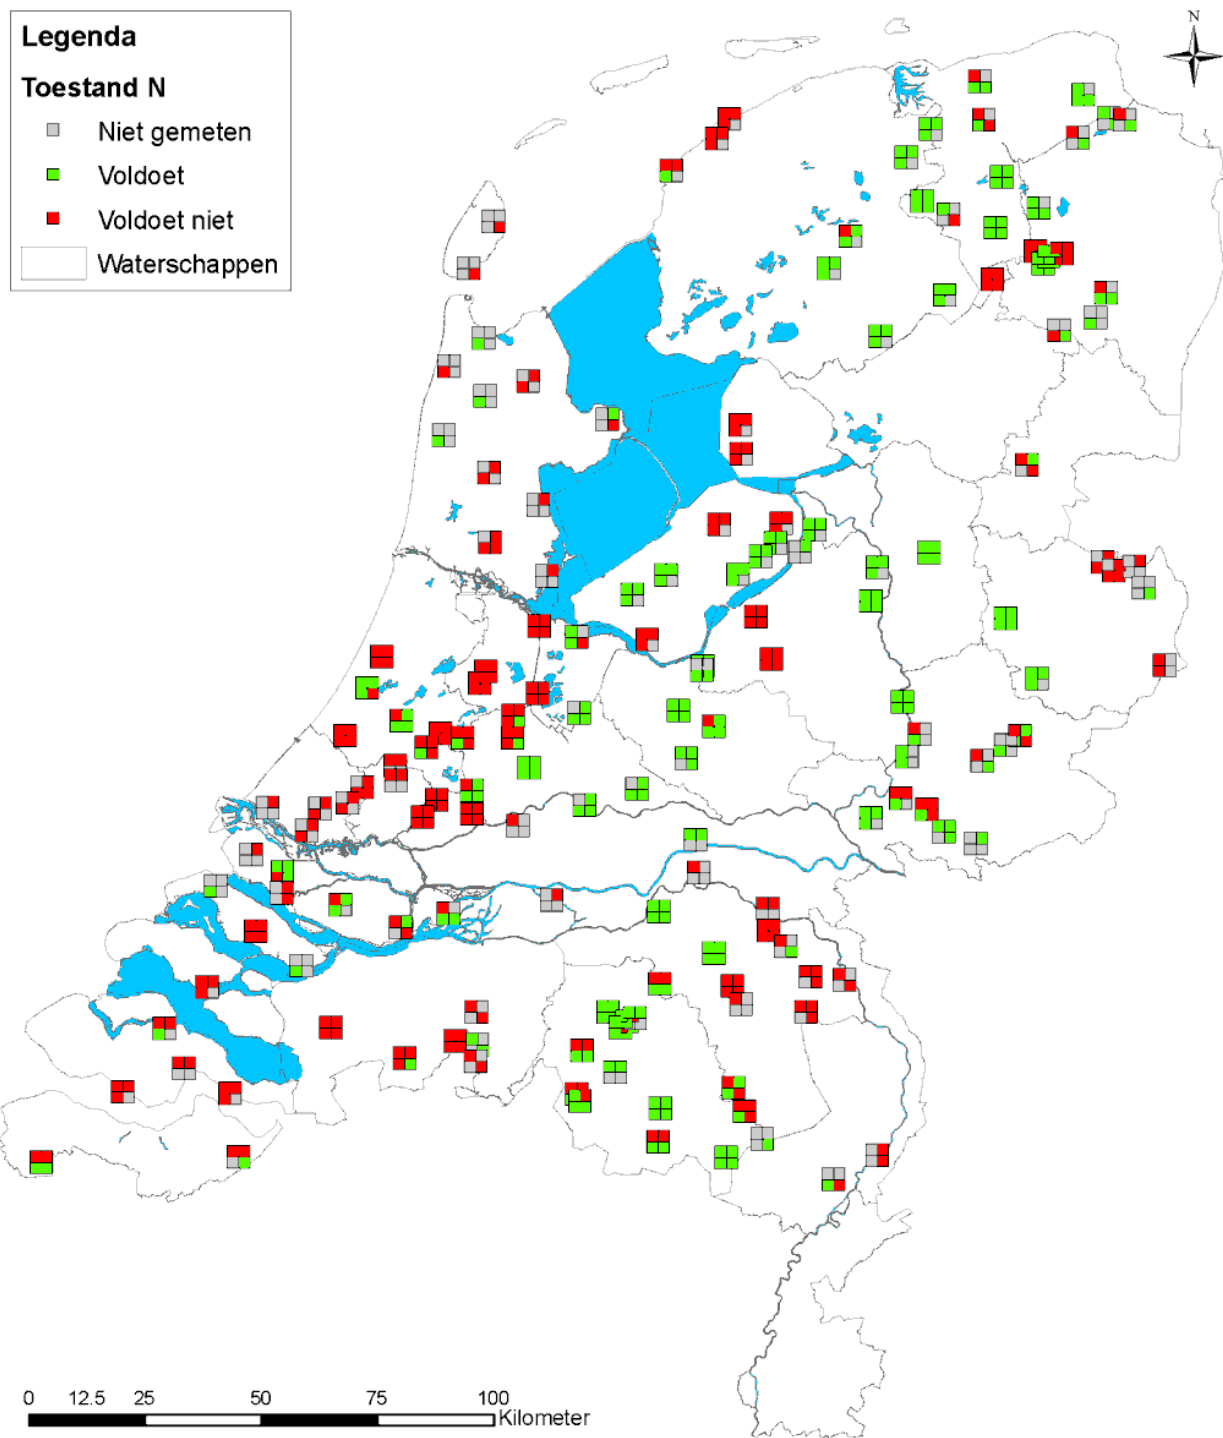 Legenda
Toestand N
Niet gemeten
Voldoet
Voldoet niet
Waterschappen
N
0 12.5 25 50 75 100
Kilometer